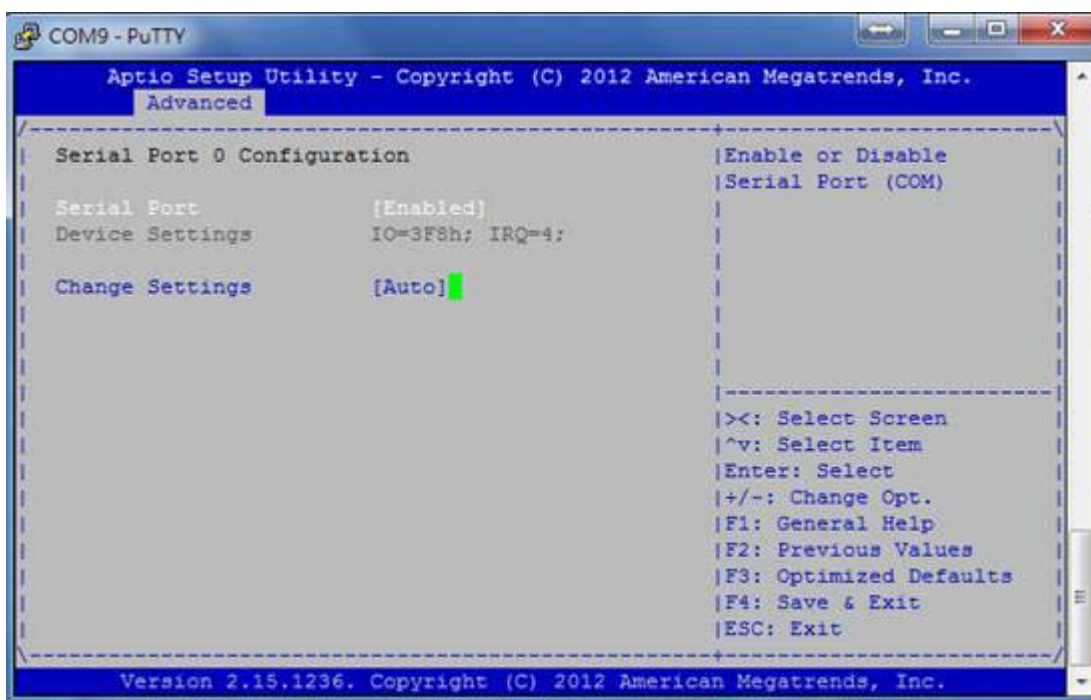 COM9 - PuTTY
Aptio Setup Utility - Copyright (C) 2012 American Megatrends, Inc.
Advanced
Serial Port 0 Configuration
Enable or Disable
Serial Port (COM)
Serial Port [Enabled]
Device Settings IO=3F8h; IRQ=4;
Change Settings [Auto]
><: Select Screen
^v: Select Item
Enter: Select
+/-: Change Opt.
F1: General Help
F2: Previous Values
F3: Optimized Defaults
F4: Save & Exit
ESC: Exit
Version 2.15.1236. Copyright (C) 2012 American Megatrends, Inc.